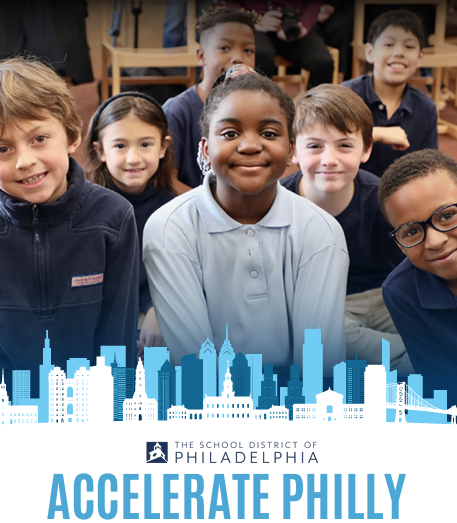 THE SCHOOL DISTRICT OF
PHILADELPHIA
ACCELERATE PHILLY